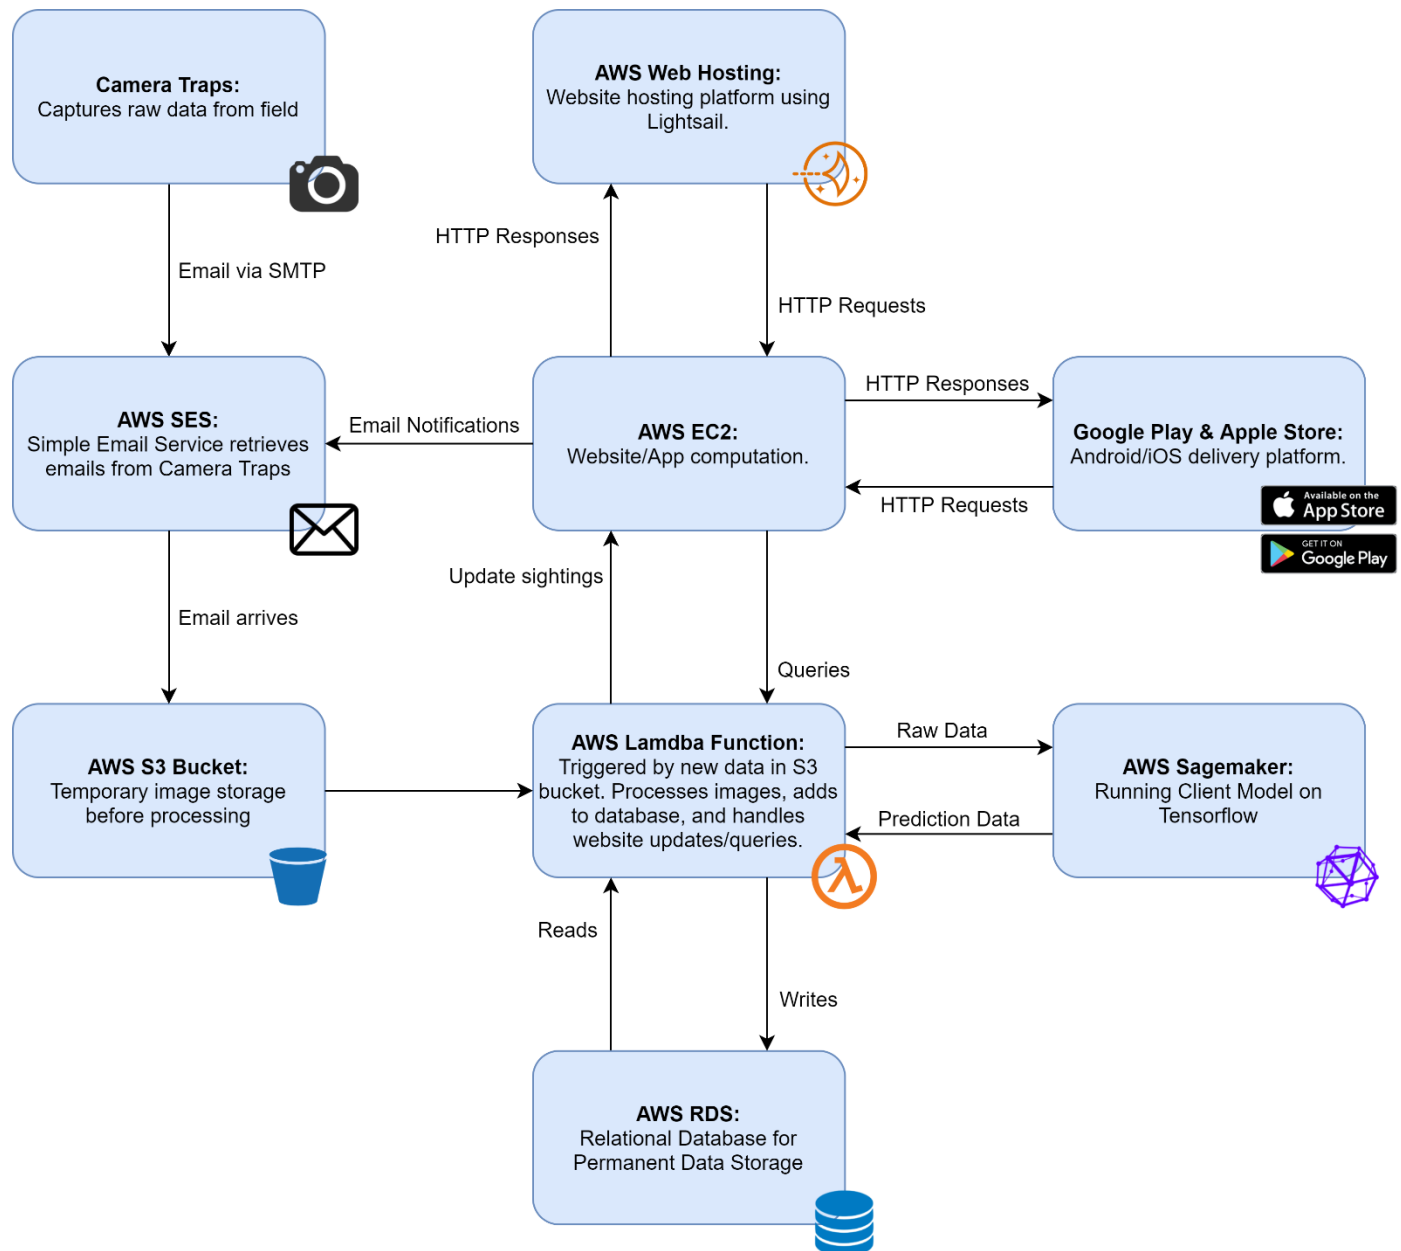 Camera Traps:
Captures raw data from field
AWS Web Hosting:
Website hosting platform using
Lightsail.
HTTP Responses
Email via SMTP
HTTP Requests
AWS SES:
Simple Email Service retrieves
emails from Camera Traps
Email Notifications
AWS EC2:
Website/App computation.
HTTP Responses
HTTP Requests
Google Play & Apple Store:
Android/iOS delivery platform.
Available on the
App Store
GET IT ON
Google Play
Update sightings
Email arrives
Queries
AWS S3 Bucket:
Temporary image storage
before processing
AWS Lamdba Function:
Triggered by new data in S3
bucket. Processes images, adds
to database, and handles
website updates/queries.
Raw Data
Prediction Data
AWS Sagemaker:
Running Client Model on
Tensorflow
Reads
Writes
AWS RDS:
Relational Database for
Permanent Data Storage